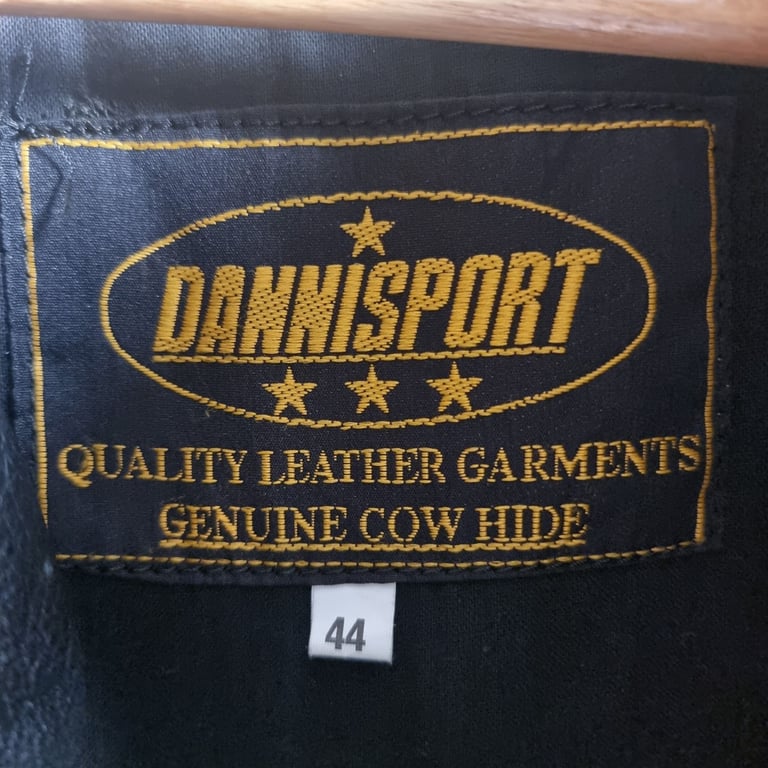 DANNISPORT
QUALITY LEATHER GARMENTS
GENUINE COW HIDE
44